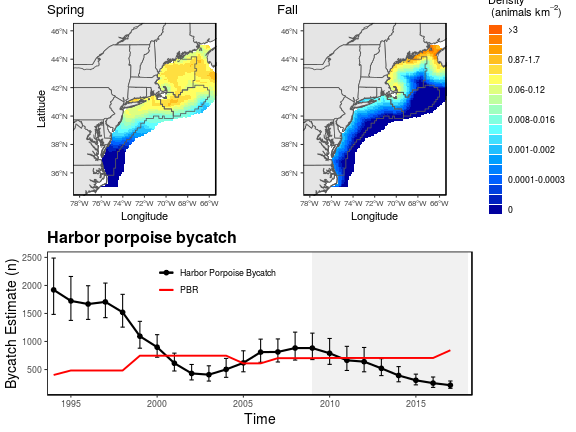 Spring
Fall
Density
(animals km⁻²)
>3
0.87-1.7
0.06-0.12
0.008-0.016
0.001-0.002
0.0001-0.0003
0
46°N
44°N
42°N
40°N
38°N
36°N
Latitude
78°W 76°W 74°W 72°W 70°W 68°W 66°W
Longitude
46°N
44°N
42°N
40°N
38°N
36°N
78°W 76°W 74°W 72°W 70°W 68°W 66°W
Longitude
Harbor porpoise bycatch
Bycatch Estimate (n)
2500
2000
1500
1000
500
Harbor Porpoise Bycatch
PBR
1995 2000 2005 2010 2015
Time